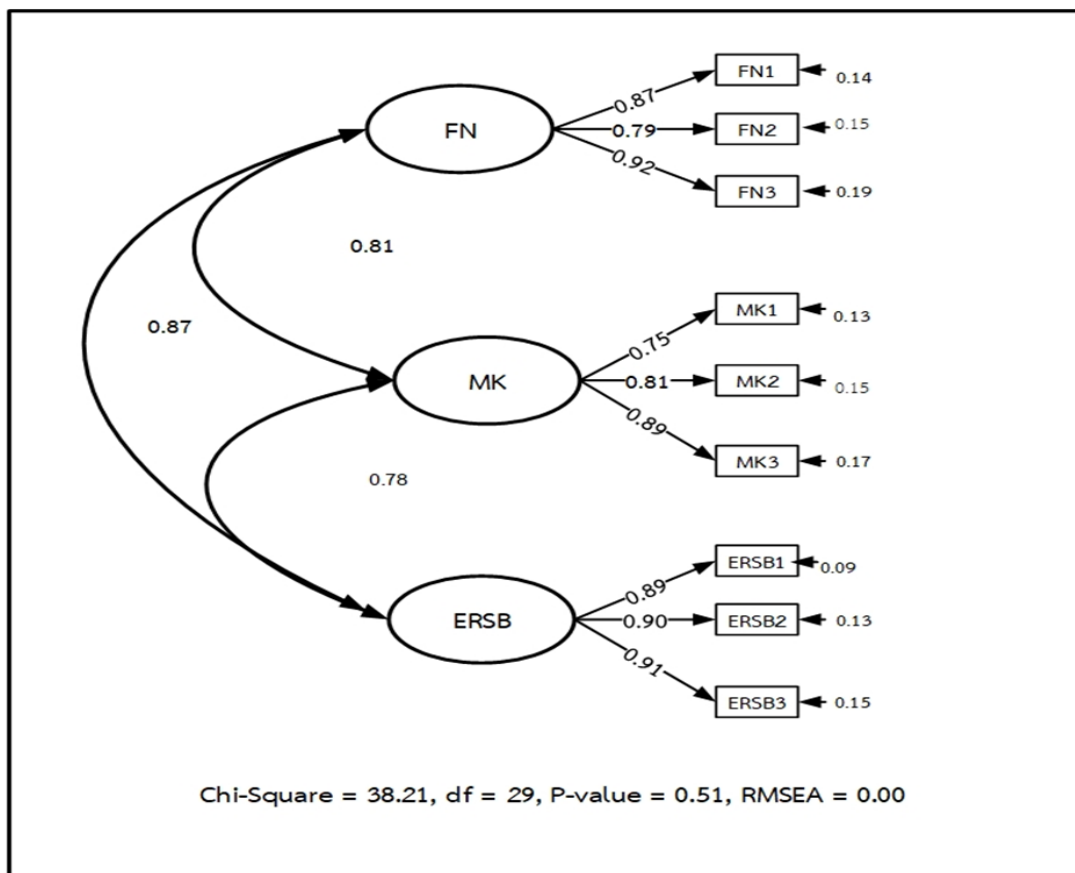 FN
0.87
FN1
0.14
0.79
FN2
0.15
0.92
FN3
0.19
0.81
0.87
MK
0.75
MK1
0.13
0.81
MK2
0.15
0.89
MK3
0.17
0.78
ERSB
0.89
ERSB1
0.09
0.90
ERSB2
0.13
0.91
ERSB3
0.15
Chi-Square = 38.21, df = 29, P-value = 0.51, RMSEA = 0.00